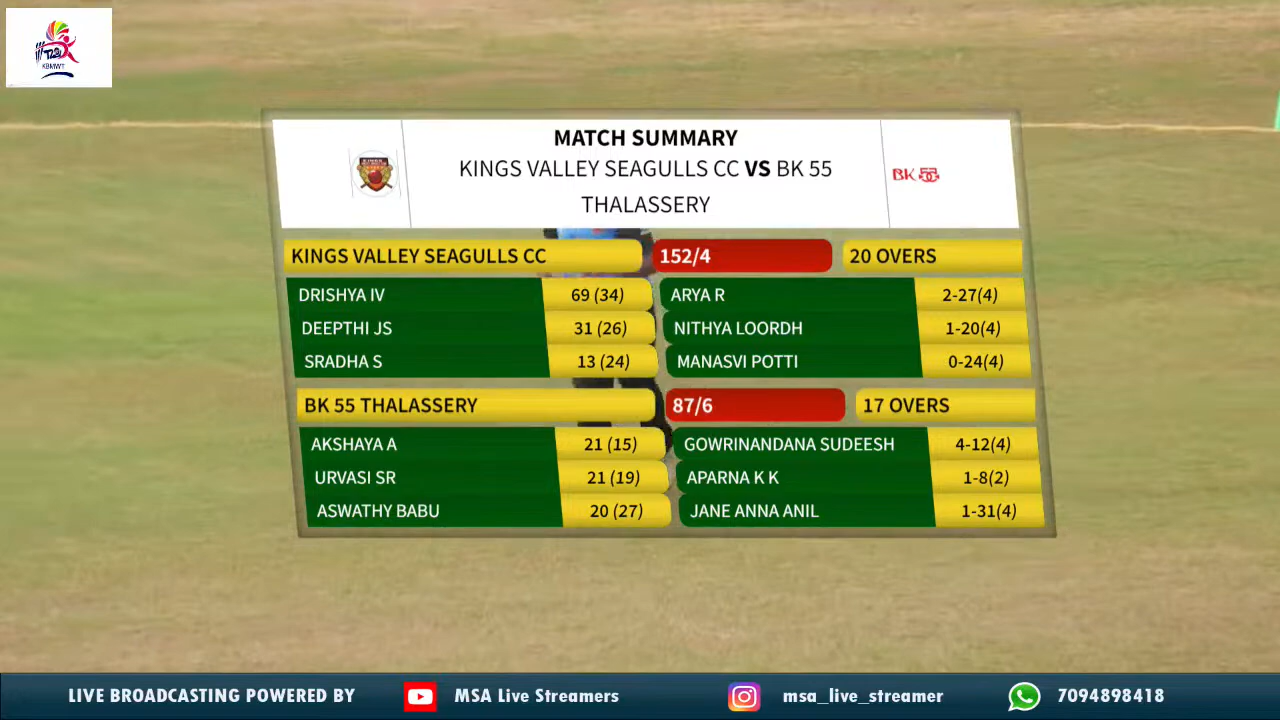 T20
KBMWT
MATCH SUMMARY
KINGS VALLEY SEAGULLS CC VS BK 55
THALASSERY
KINGS
BK 55
KINGS VALLEY SEAGULLS CC 152/4 20 OVERS
DRISHYA IV 69 (34) ARYA R 2-27(4)
DEEPTHI JS 31 (26) NITHYA LOORDH 1-20(4)
SRADHA S 13 (24) MANASVI POTTI 0-24(4)
BK 55 THALASSERY 87/6 17 OVERS
AKSHAYA A 21 (15) GOWRINANDANA SUDEESH 4-12(4)
URVASI SR 21 (19) APARNA K K 1-8(2)
ASWATHY BABU 20 (27) JANE ANNA ANIL 1-31(4)
LIVE BROADCASTING POWERED BY MSA Live Streamers msa_live_streamer 7094898418